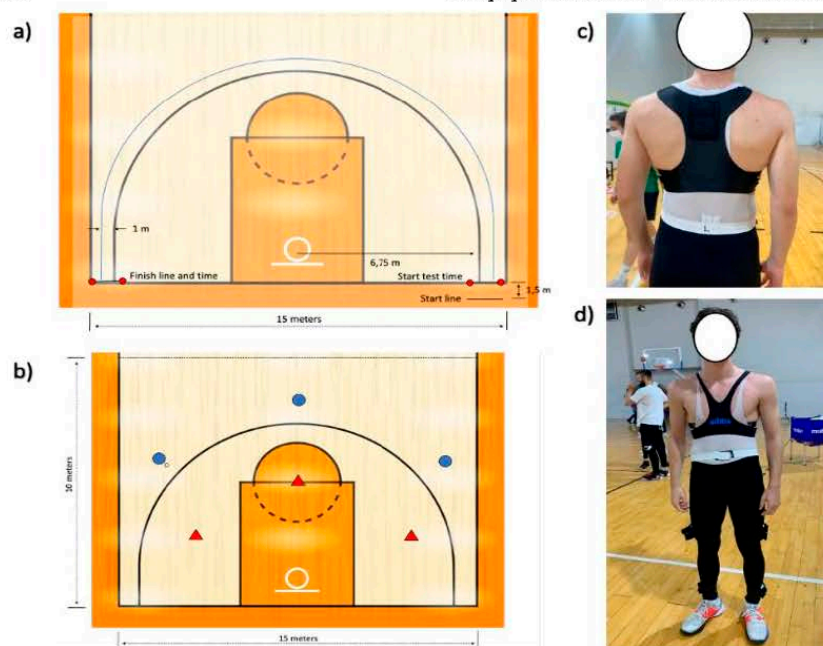 a)
1 m
Finish line and time
6,75 m
Start test time
Start line
1,5 m
15 meters
b)
10 meters
15 meters
c)
L
d)